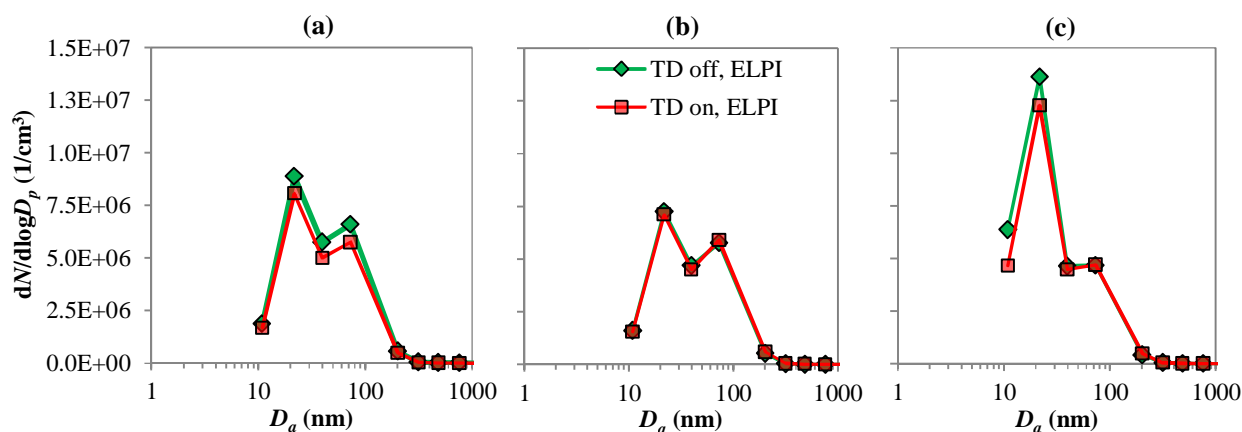 (a) (b) (c)
dN/dlogDp (1/cm³)
1.5E+07
1.3E+07
1.0E+07
7.5E+06
5.0E+06
2.5E+06
0.0E+00
TD off, ELPI
TD on, ELPI
1 10 100 1000 1 10 100 1000 1 10 100 1000
Da (nm) Da (nm) Da (nm)